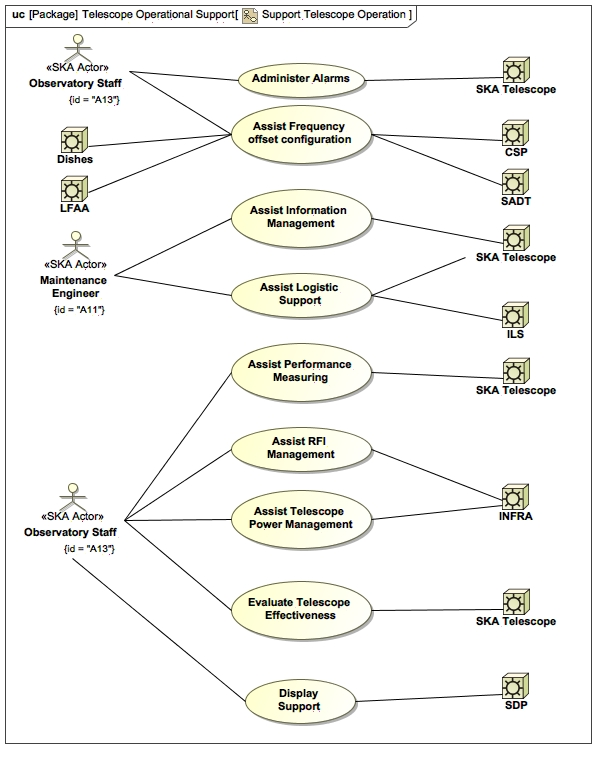 uc [Package] Telescope Operational Support[ Support Telescope Operation ]
«SKA Actor»
Observatory Staff
{id = "A13"}
Administer Alarms
SKA Telescope
Assist Frequency
offset configuration
Dishes
CSP
LFAA
SADT
Assist Information
Management
SKA Telescope
«SKA Actor»
Maintenance
Engineer
{id = "A11"}
Assist Logistic
Support
ILS
Assist Performance
Measuring
SKA Telescope
Assist RFI
Management
«SKA Actor»
Observatory Staff
{id = "A13"}
Assist Telescope
Power Management
INFRA
Evaluate Telescope
Effectiveness
SKA Telescope
Display
Support
SDP